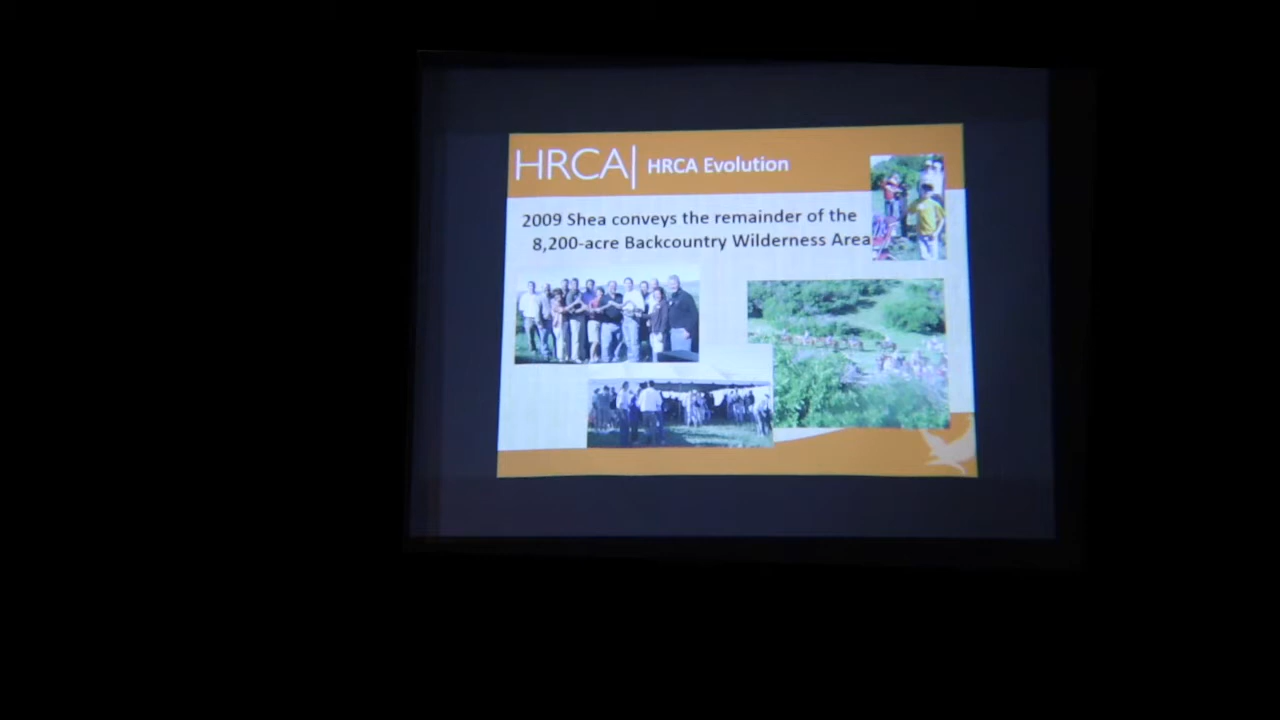 HRCA| HRCA Evolution
2009 Shea conveys the remainder of the
8,200-acre Backcountry Wilderness Area